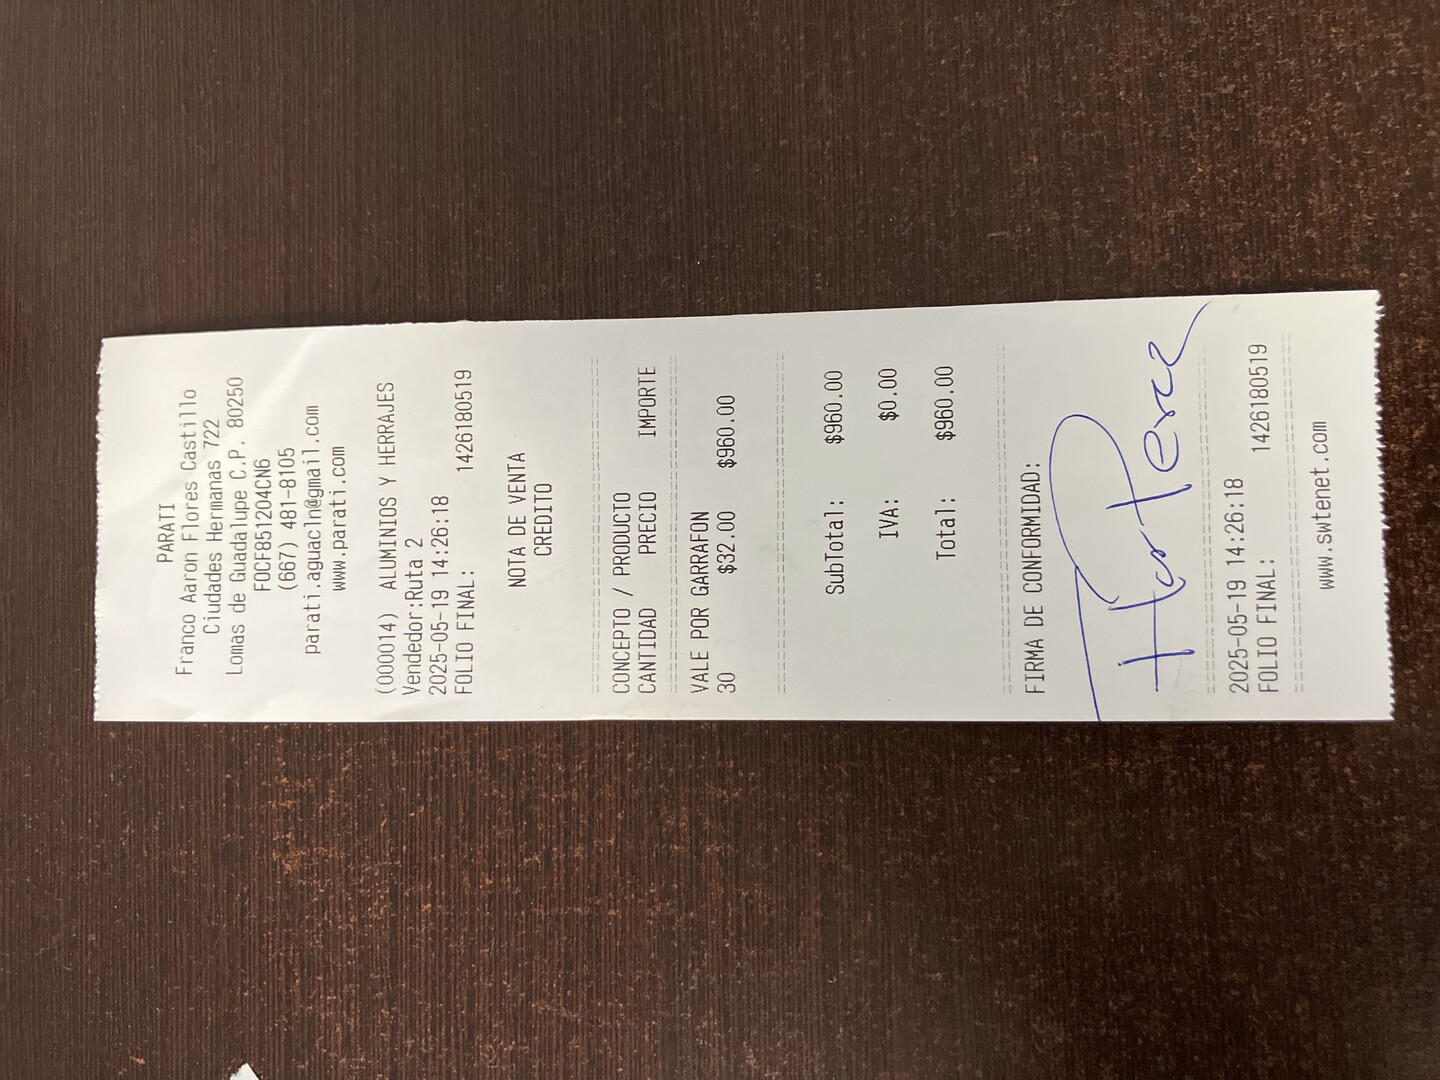 PARATI
Franco Aaron Flores Castillo
Ciudades Hermanas 722
Lomas de Guadalupe C.P. 80250
FOCF851204CN6
(667) 481-8105
parati.aguacln@gmail.com
www.parati.com
(000014) ALUMINIOS Y HERRAJES
Vendedor:Ruta 2
2025-05-19 14:26:18
FOLIO FINAL: 1426180519
NOTA DE VENTA
CREDITO
CONCEPTO / PRODUCTO
CANTIDAD PRECIO IMPORTE
VALE POR GARRAFON
30 $32.00 $960.00
SubTotal: $960.00
IVA: $0.00
Total: $960.00
FIRMA DE CONFORMIDAD:
2025-05-19 14:26:18
FOLIO FINAL: 1426180519
www.swtenet.com